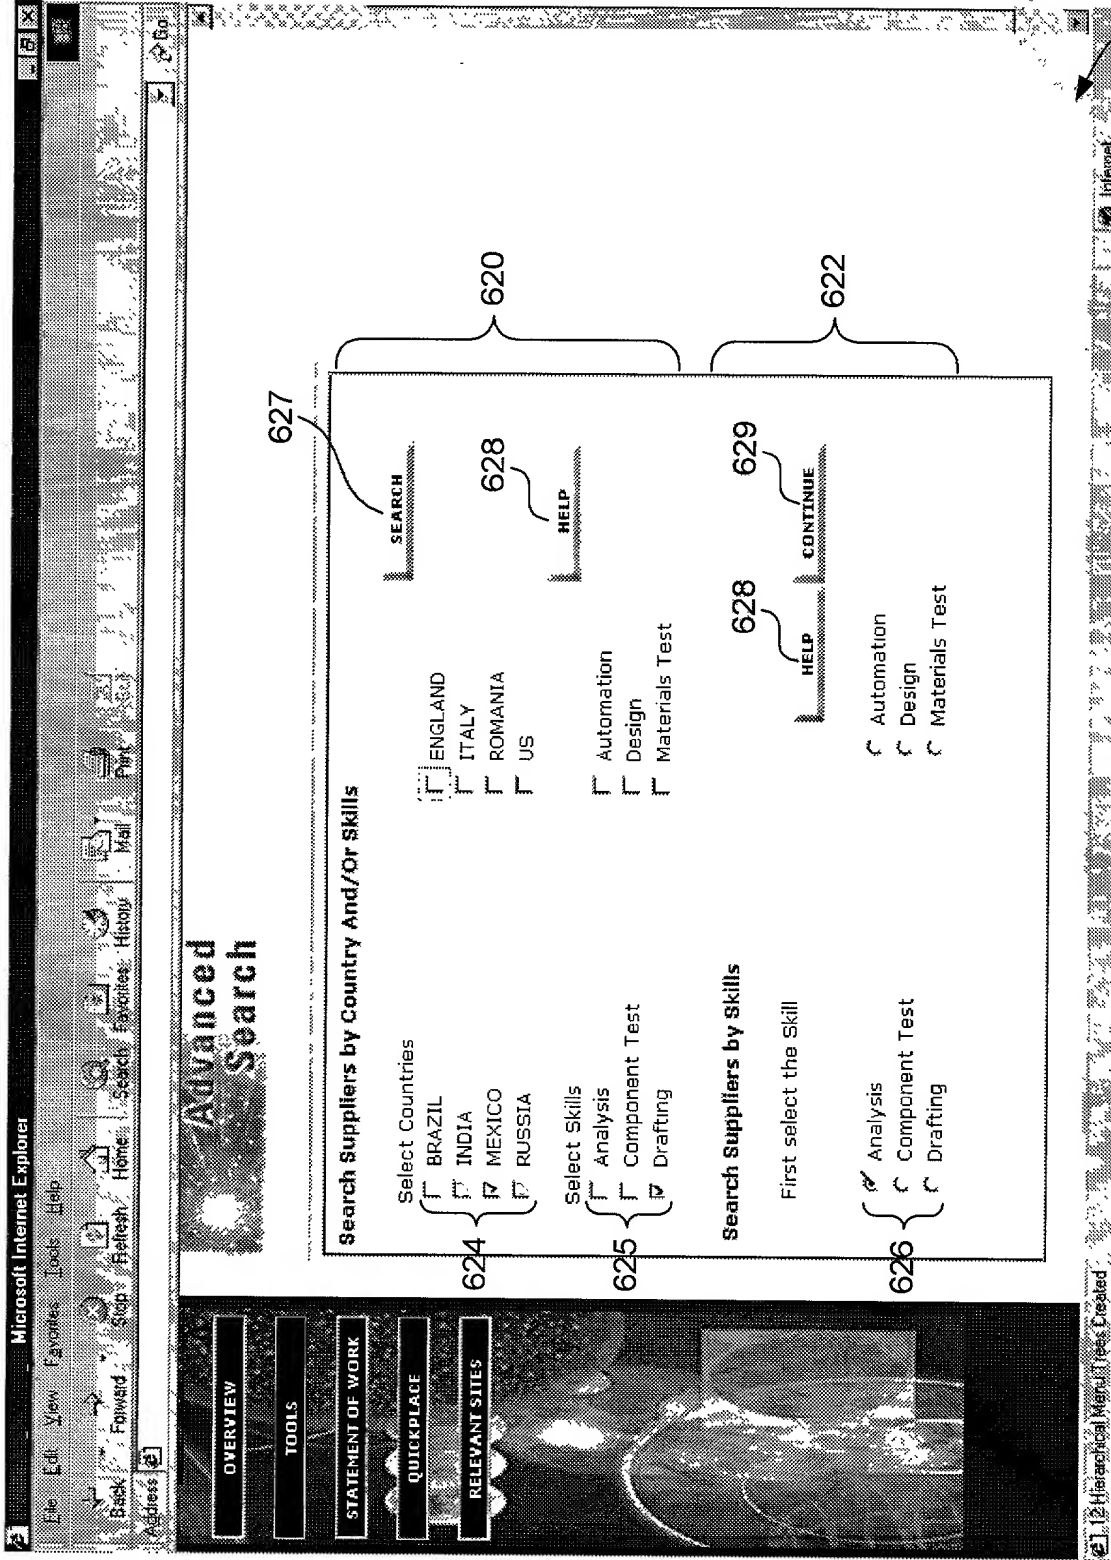 Microsoft Internet Explorer
File Edit View Favorites Tools Help
Back Forward Stop Refresh Home Search Favorites History Mail Print
Address Go
OVERVIEW
TOOLS
STATEMENT OF WORK
QUICKPLACE
RELEVANT SITES
Advanced
Search
627
Search Suppliers by Country And/Or Skills
SEARCH
Select Countries
BRAZIL ENGLAND
INDIA ITALY
MEXICO ROMANIA
RUSSIA US
624
628
620
HELP
Select Skills
Analysis Automation
Component Test Design
Drafting Materials Test
625
Search Suppliers by Skills
628 629
622
First select the Skill
HELP CONTINUE
Analysis Automation
Component Test Design
Drafting Materials Test
626
12 Hierarchical Menu Trees Created Internet